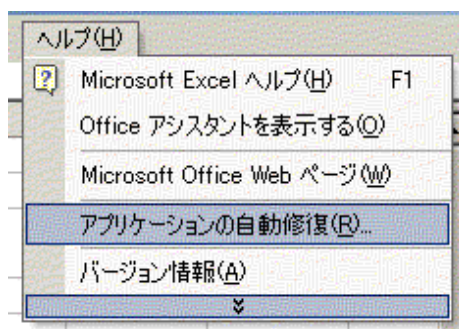 ヘルプ(H)
Microsoft Excel ヘルプ(H) F1
Office アシスタントを表示する(O)
Microsoft Office Web ページ(W)
アプリケーションの自動修復(R)...
バージョン情報(A)